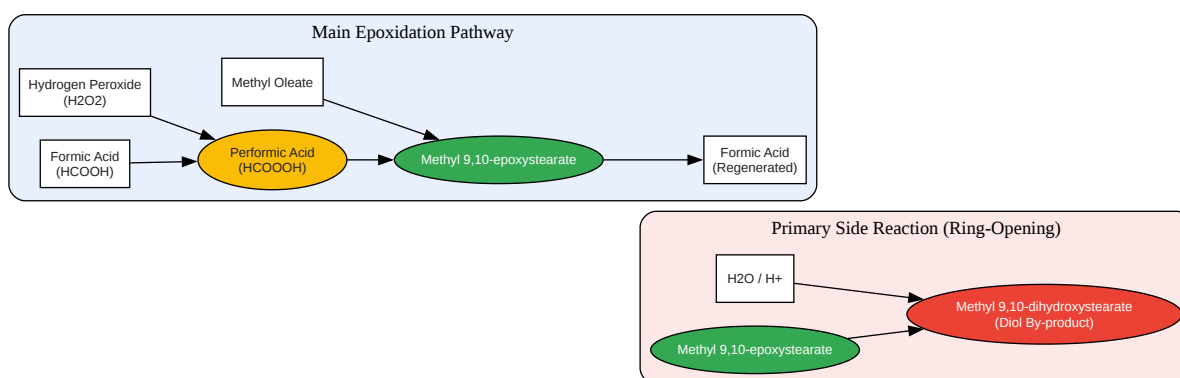 Main Epoxidation Pathway
Hydrogen Peroxide
(H2O2)
Methyl Oleate
Formic Acid
(HCOOH)
Performic Acid
(HCOOOH)
Methyl 9,10-epoxystearate
Formic Acid
(Regenerated)
Primary Side Reaction (Ring-Opening)
H2O / H+
Methyl 9,10-epoxystearate
Methyl 9,10-dihydroxystearate
(Diol By-product)